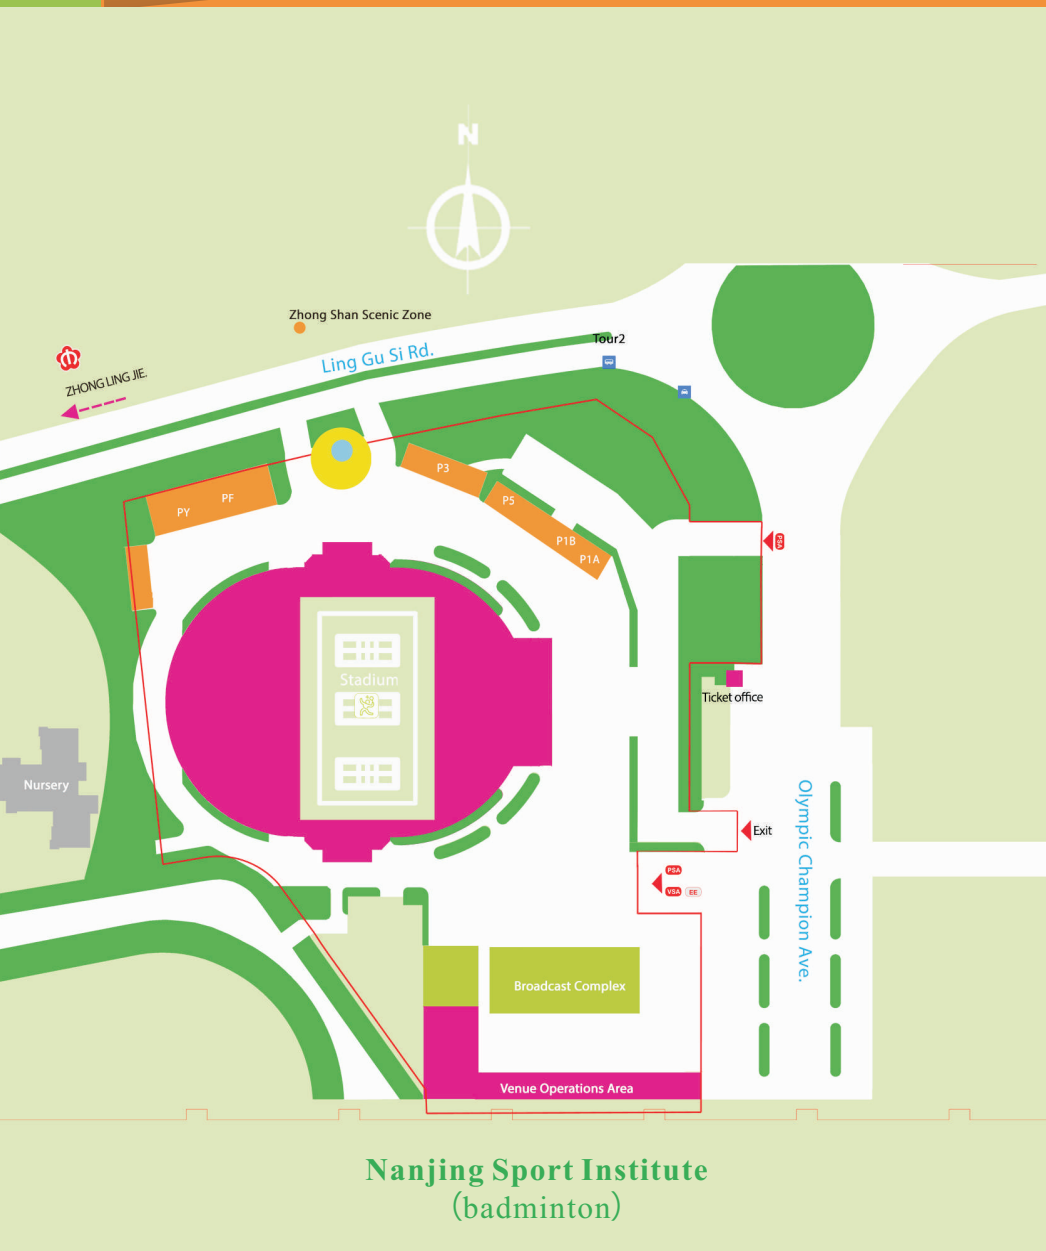 N
Zhong Shan Scenic Zone
Tour2
Ling Gu Si Rd.
ZHONG LING JIE.
P3
PF
PY
P5
P1B
P1A
PSA
Stadium
Ticket office
Nursery
Olympic Champion Ave.
Exit
PSA
VSA EE
Broadcast Complex
Venue Operations Area
Nanjing Sport Institute
(badminton)